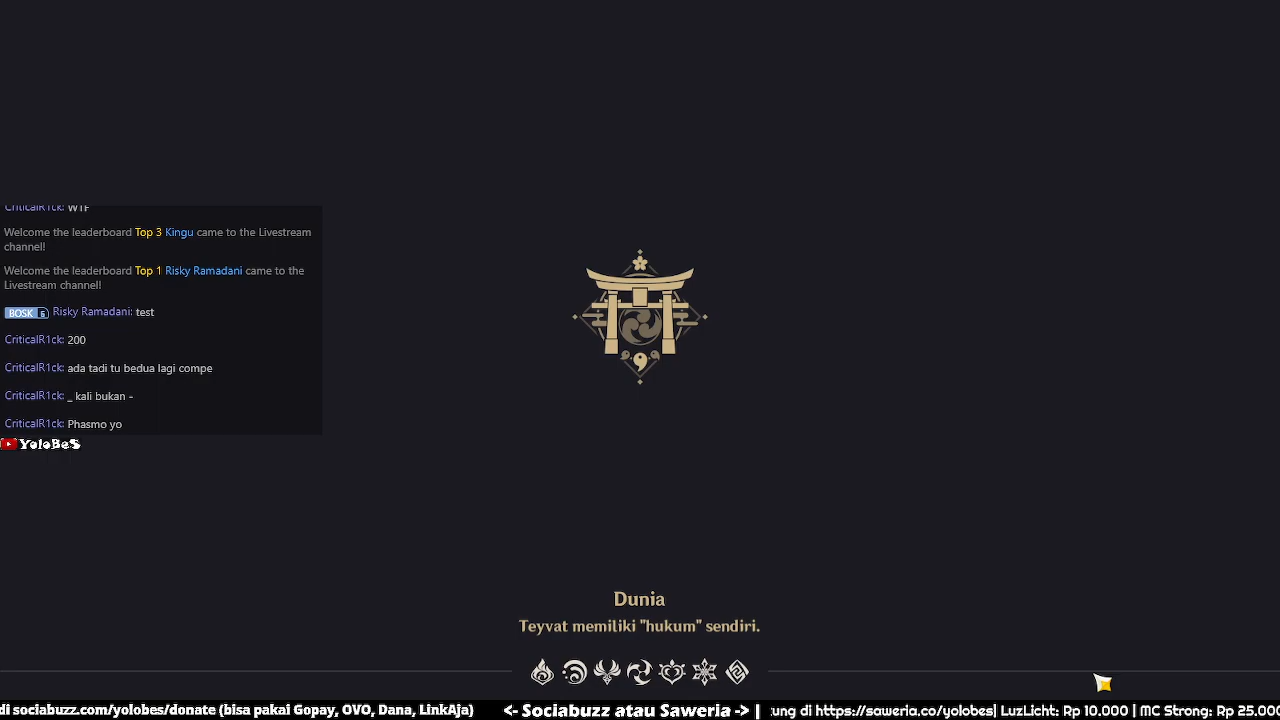 CriticalR1ck: WTF
Welcome the leaderboard Top 3 Kingu came to the Livestream
channel!
Welcome the leaderboard Top 1 Risky Ramadani came to the
Livestream channel!
BOSK 6 Risky Ramadani: test
CriticalR1ck: 200
CriticalR1ck: ada tadi tu bedua lagi compe
CriticalR1ck: _ kali bukan -
CriticalR1ck: Phasmo yo
YoloBeS
Dunia
Teyvat memiliki "hukum" sendiri.
di sociabuzz.com/yolobes/donate (bisa pakai Gopay, OVO, Dana, LinkAja) <- Sociabuzz atau Saweria -> | tung di https://saweria.co/yolobes| LuzLicht: Rp 10.000 | MC Strong: Rp 25.000